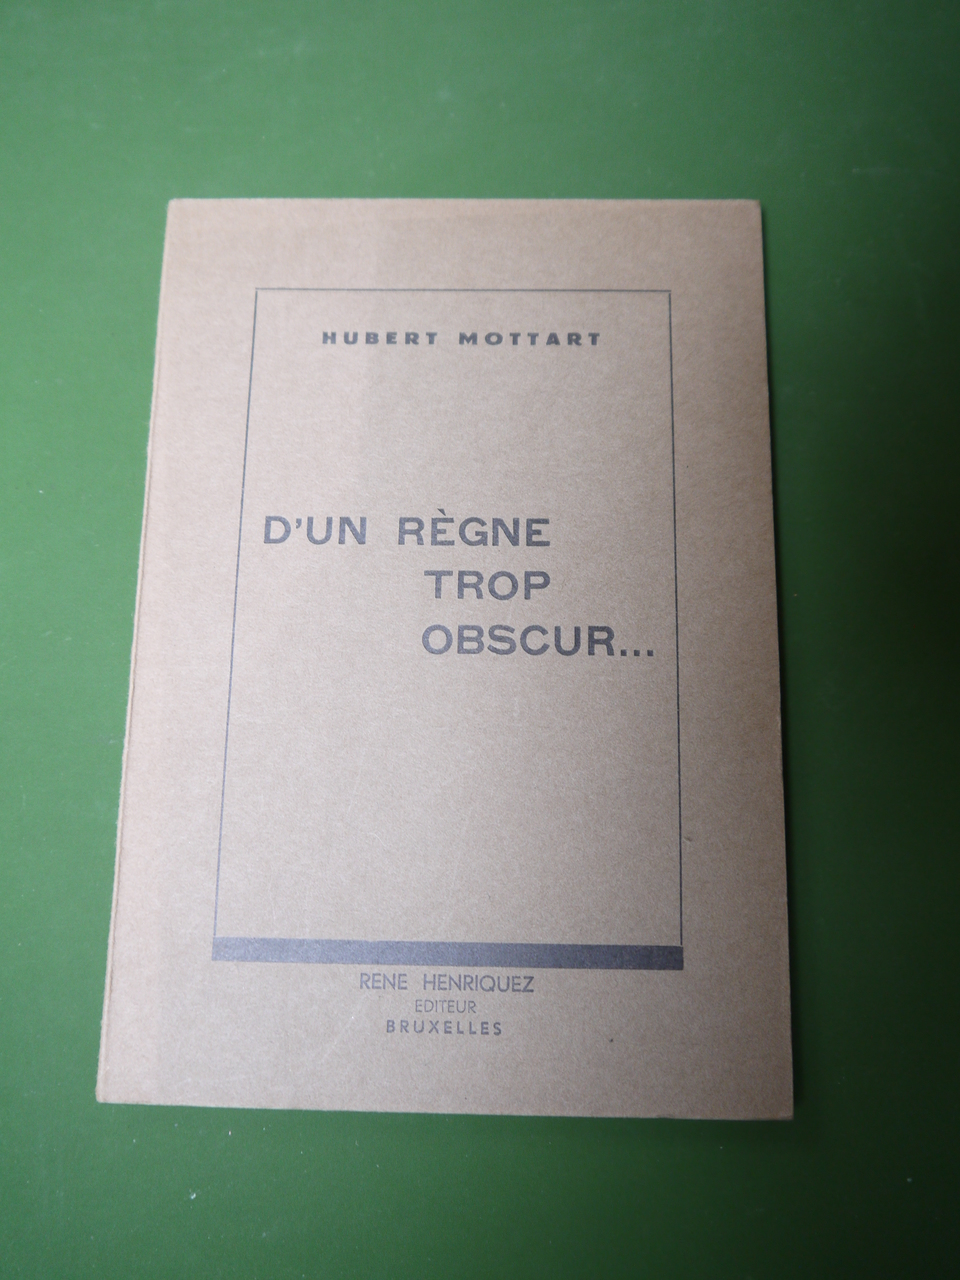 HUBERT MOTTART
D'UN RÈGNE
TROP
OBSCUR...
RENE HENRIQUEZ
EDITEUR
BRUXELLES